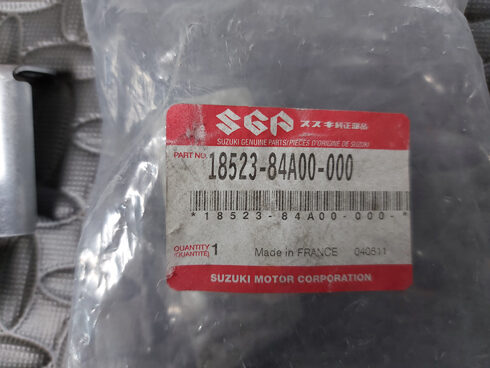 SGP スズキ純正部品
SUZUKI GENUINE PARTS/PIECES D'ORIGINE DE SUZUKI
PART NO. 18523-84A00-000
*18523-84A00-000-*
QUANTITY
(QUANTITE) 1 Made in FRANCE 040511
SUZUKI MOTOR CORPORATION